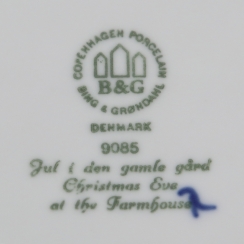 COPENHAGEN PORCELAIN
B&G
BING & GRØNDAHL
DENMARK
9085
Jul i den gamle gård
Christmas Eve
at the Farmhouse